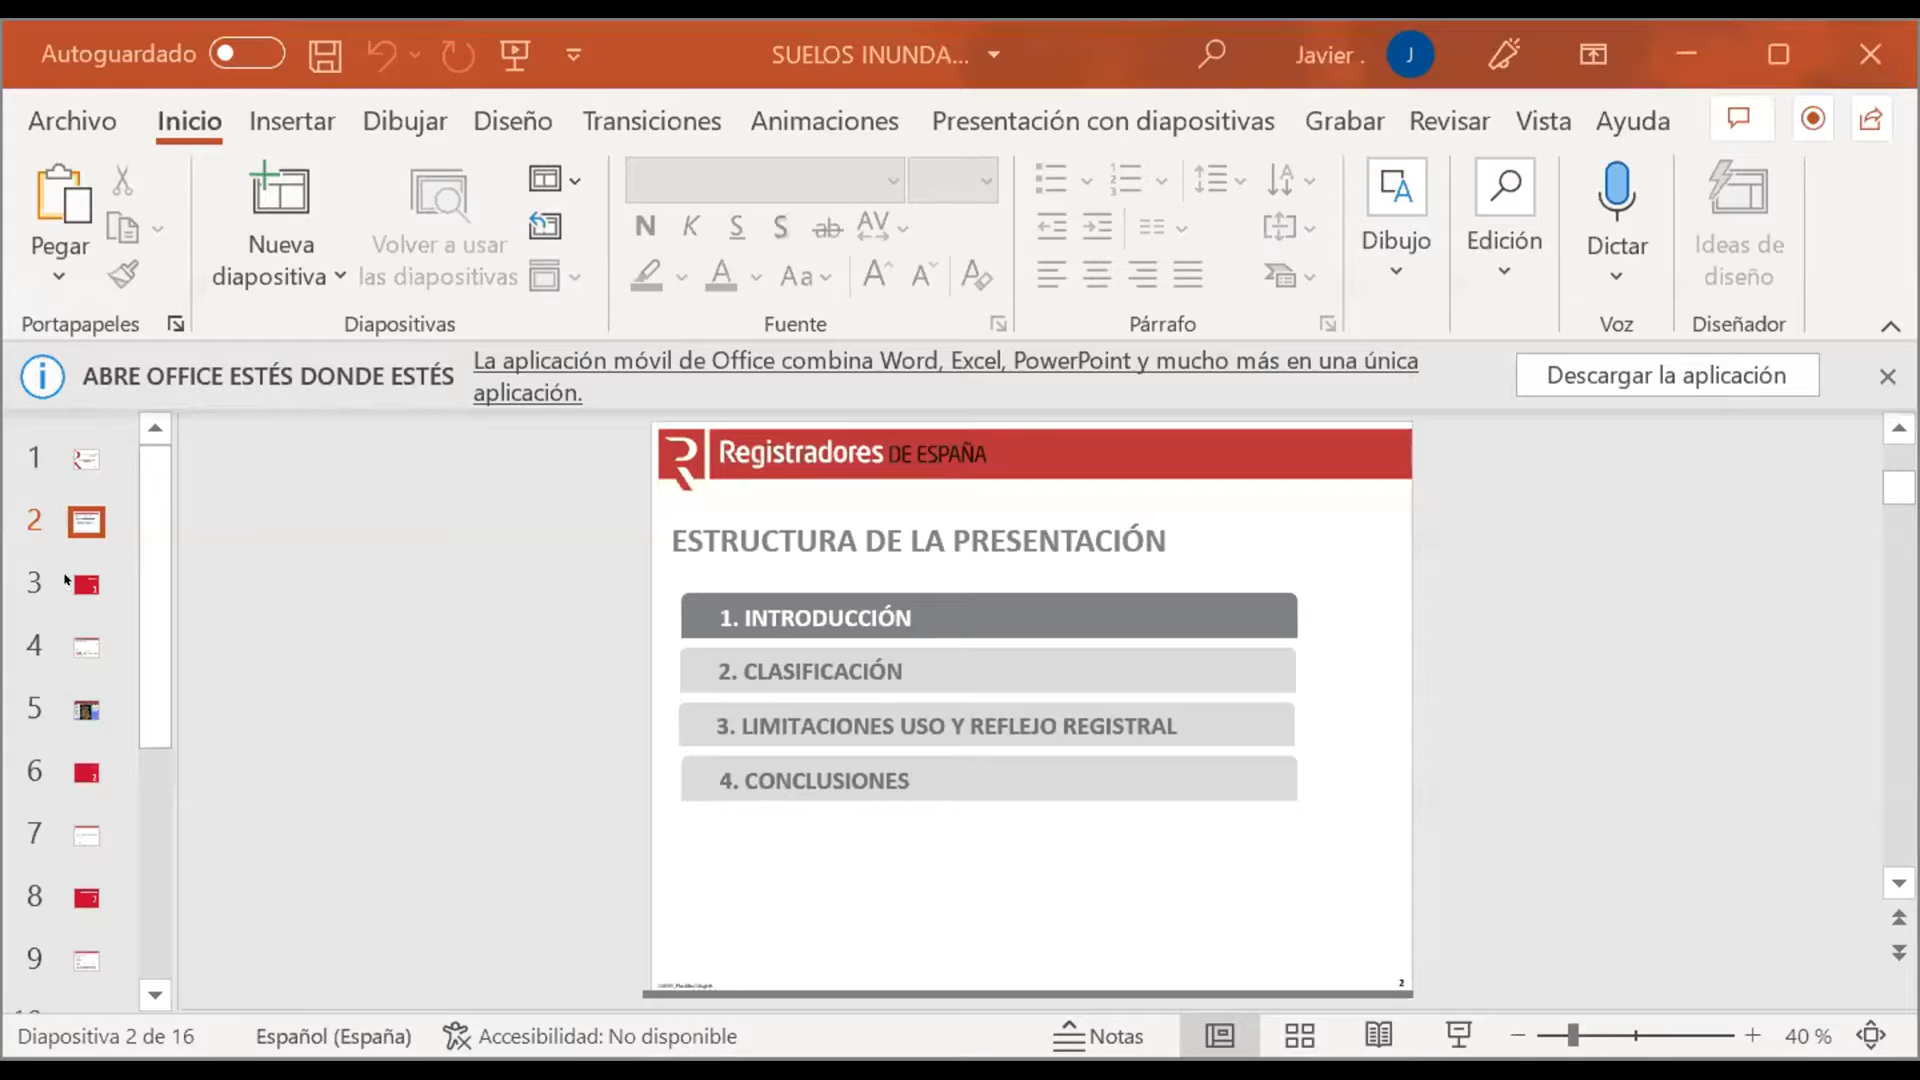 Autoguardado
SUELOS INUNDA...
Javier .
J
Archivo
Inicio
Insertar
Dibujar
Diseño
Transiciones
Animaciones
Presentación con diapositivas
Grabar
Revisar
Vista
Ayuda
Pegar
Nueva
diapositiva
Volver a usar
las diapositivas
N K S S ab AV
A Aa A A A
Dibujo
Edición
Dictar
Ideas de
diseño
Portapapeles
Diapositivas
Fuente
Párrafo
Voz
Diseñador
ABRE OFFICE ESTÉS DONDE ESTÉS
La aplicación móvil de Office combina Word, Excel, PowerPoint y mucho más en una única
aplicación.
Descargar la aplicación
1
2
3
4
5
6
7
8
9
Registradores DE ESPAÑA
ESTRUCTURA DE LA PRESENTACIÓN
1. INTRODUCCIÓN
2. CLASIFICACIÓN
3. LIMITACIONES USO Y REFLEJO REGISTRAL
4. CONCLUSIONES
2
Diapositiva 2 de 16
Español (España)
Accesibilidad: No disponible
Notas
40 %